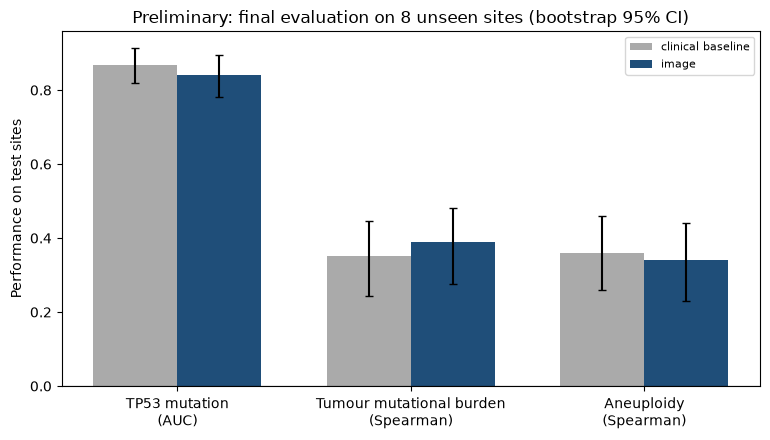 Preliminary: final evaluation on 8 unseen sites (bootstrap 95% CI)
clinical baseline
image
Performance on test sites
0.8
0.6
0.4
0.2
0.0
TP53 mutation
(AUC)
Tumour mutational burden
(Spearman)
Aneuploidy
(Spearman)